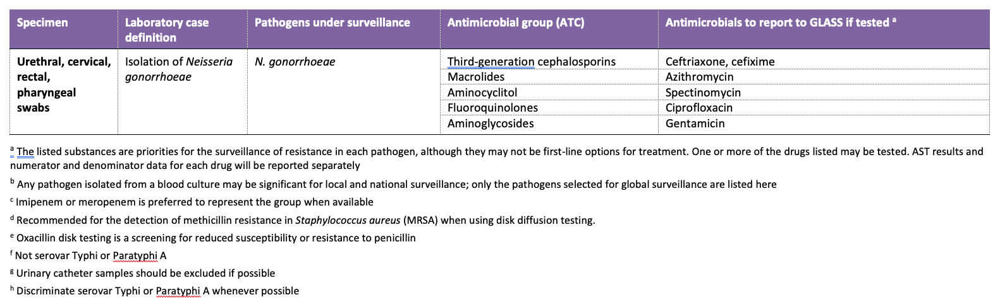 Specimen
Laboratory case definition
Pathogens under surveillance
Antimicrobial group (ATC)
Antimicrobials to report to GLASS if tested ᵃ
Urethral, cervical,
rectal,
pharyngeal
swabs
Isolation of Neisseria
gonorrhoeae
N. gonorrhoeae
Third-generation cephalosporins
Ceftriaxone, cefixime
Macrolides
Azithromycin
Aminocyclitol
Spectinomycin
Fluoroquinolones
Ciprofloxacin
Aminoglycosides
Gentamicin
ᵃ The listed substances are priorities for the surveillance of resistance in each pathogen, although they may not be first-line options for treatment. One or more of the drugs listed may be tested. AST results and
numerator and denominator data for each drug will be reported separately
ᵇ Any pathogen isolated from a blood culture may be significant for local and national surveillance; only the pathogens selected for global surveillance are listed here
ᶜ Imipenem or meropenem is preferred to represent the group when available
ᵈ Recommended for the detection of methicillin resistance in Staphylococcus aureus (MRSA) when using disk diffusion testing.
ᵉ Oxacillin disk testing is a screening for reduced susceptibility or resistance to penicillin
ᶠ Not serovar Typhi or Paratyphi A
ᵍ Urinary catheter samples should be excluded if possible
ʰ Discriminate serovar Typhi or Paratyphi A whenever possible